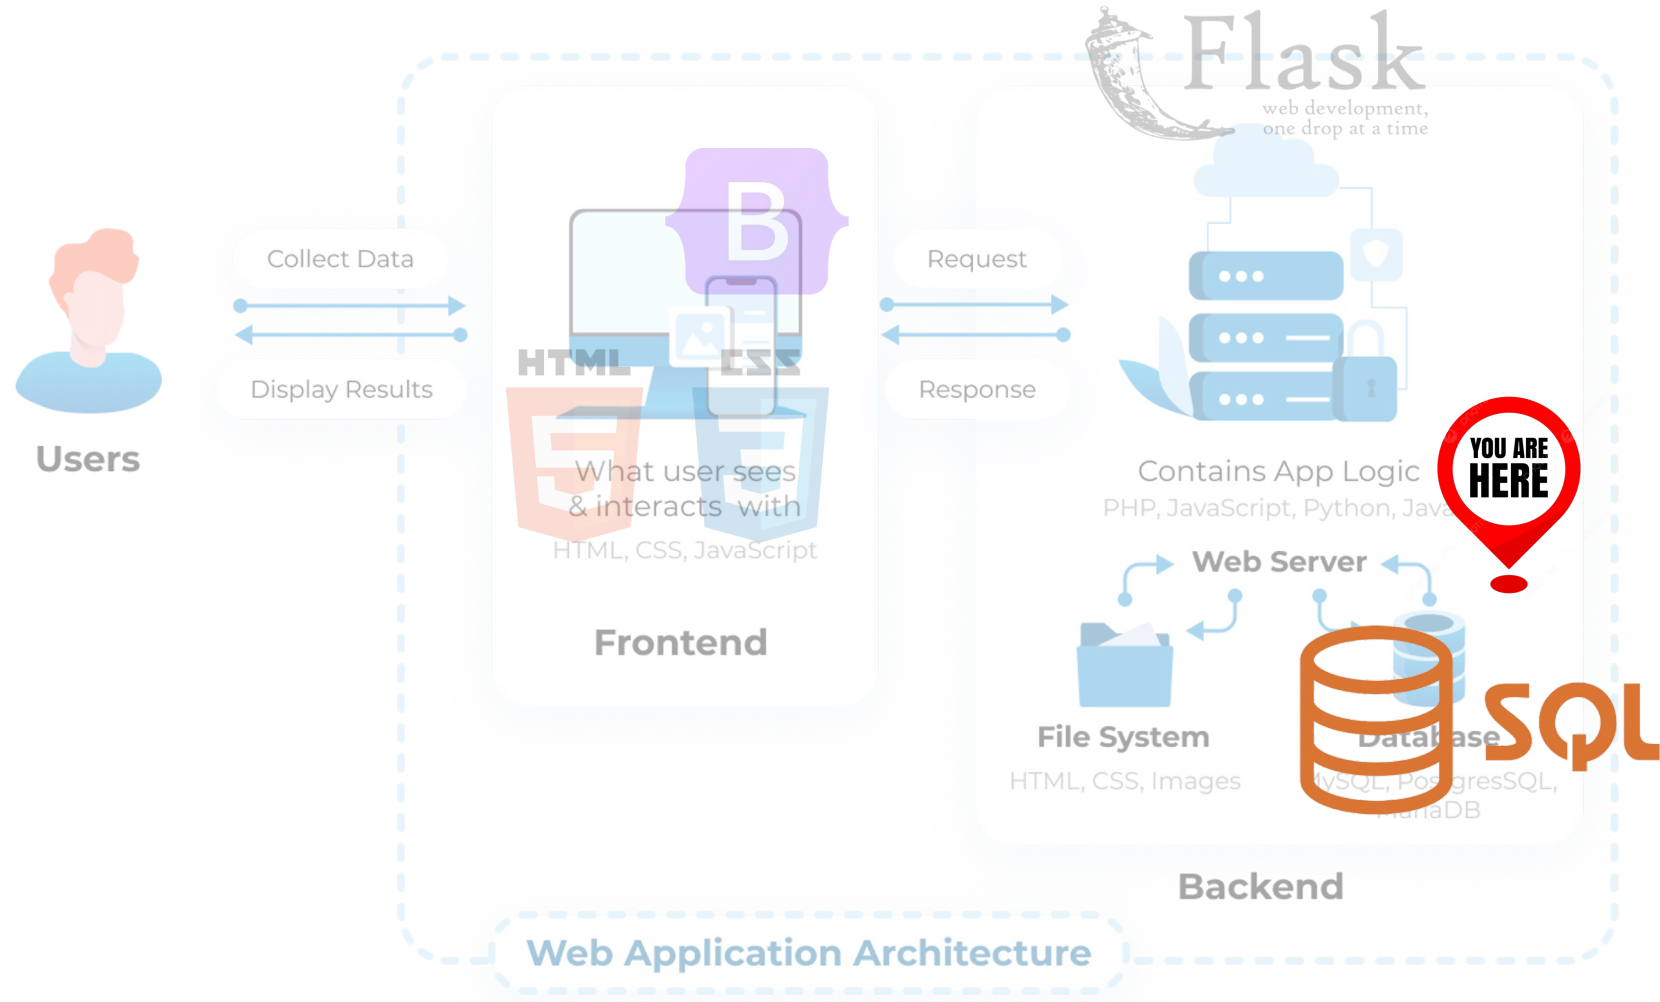 Flask
web development,
one drop at a time
B
Collect Data
Display Results
Users
HTML
CSS
What user sees
& interacts with
HTML, CSS, JavaScript
Frontend
Request
Response
Contains App Logic
PHP, JavaScript, Python, Java
YOU ARE
HERE
Web Server
File System
HTML, CSS, Images
Database
MySQL, PostgresSQL,
MariaDB
SQL
Backend
Web Application Architecture